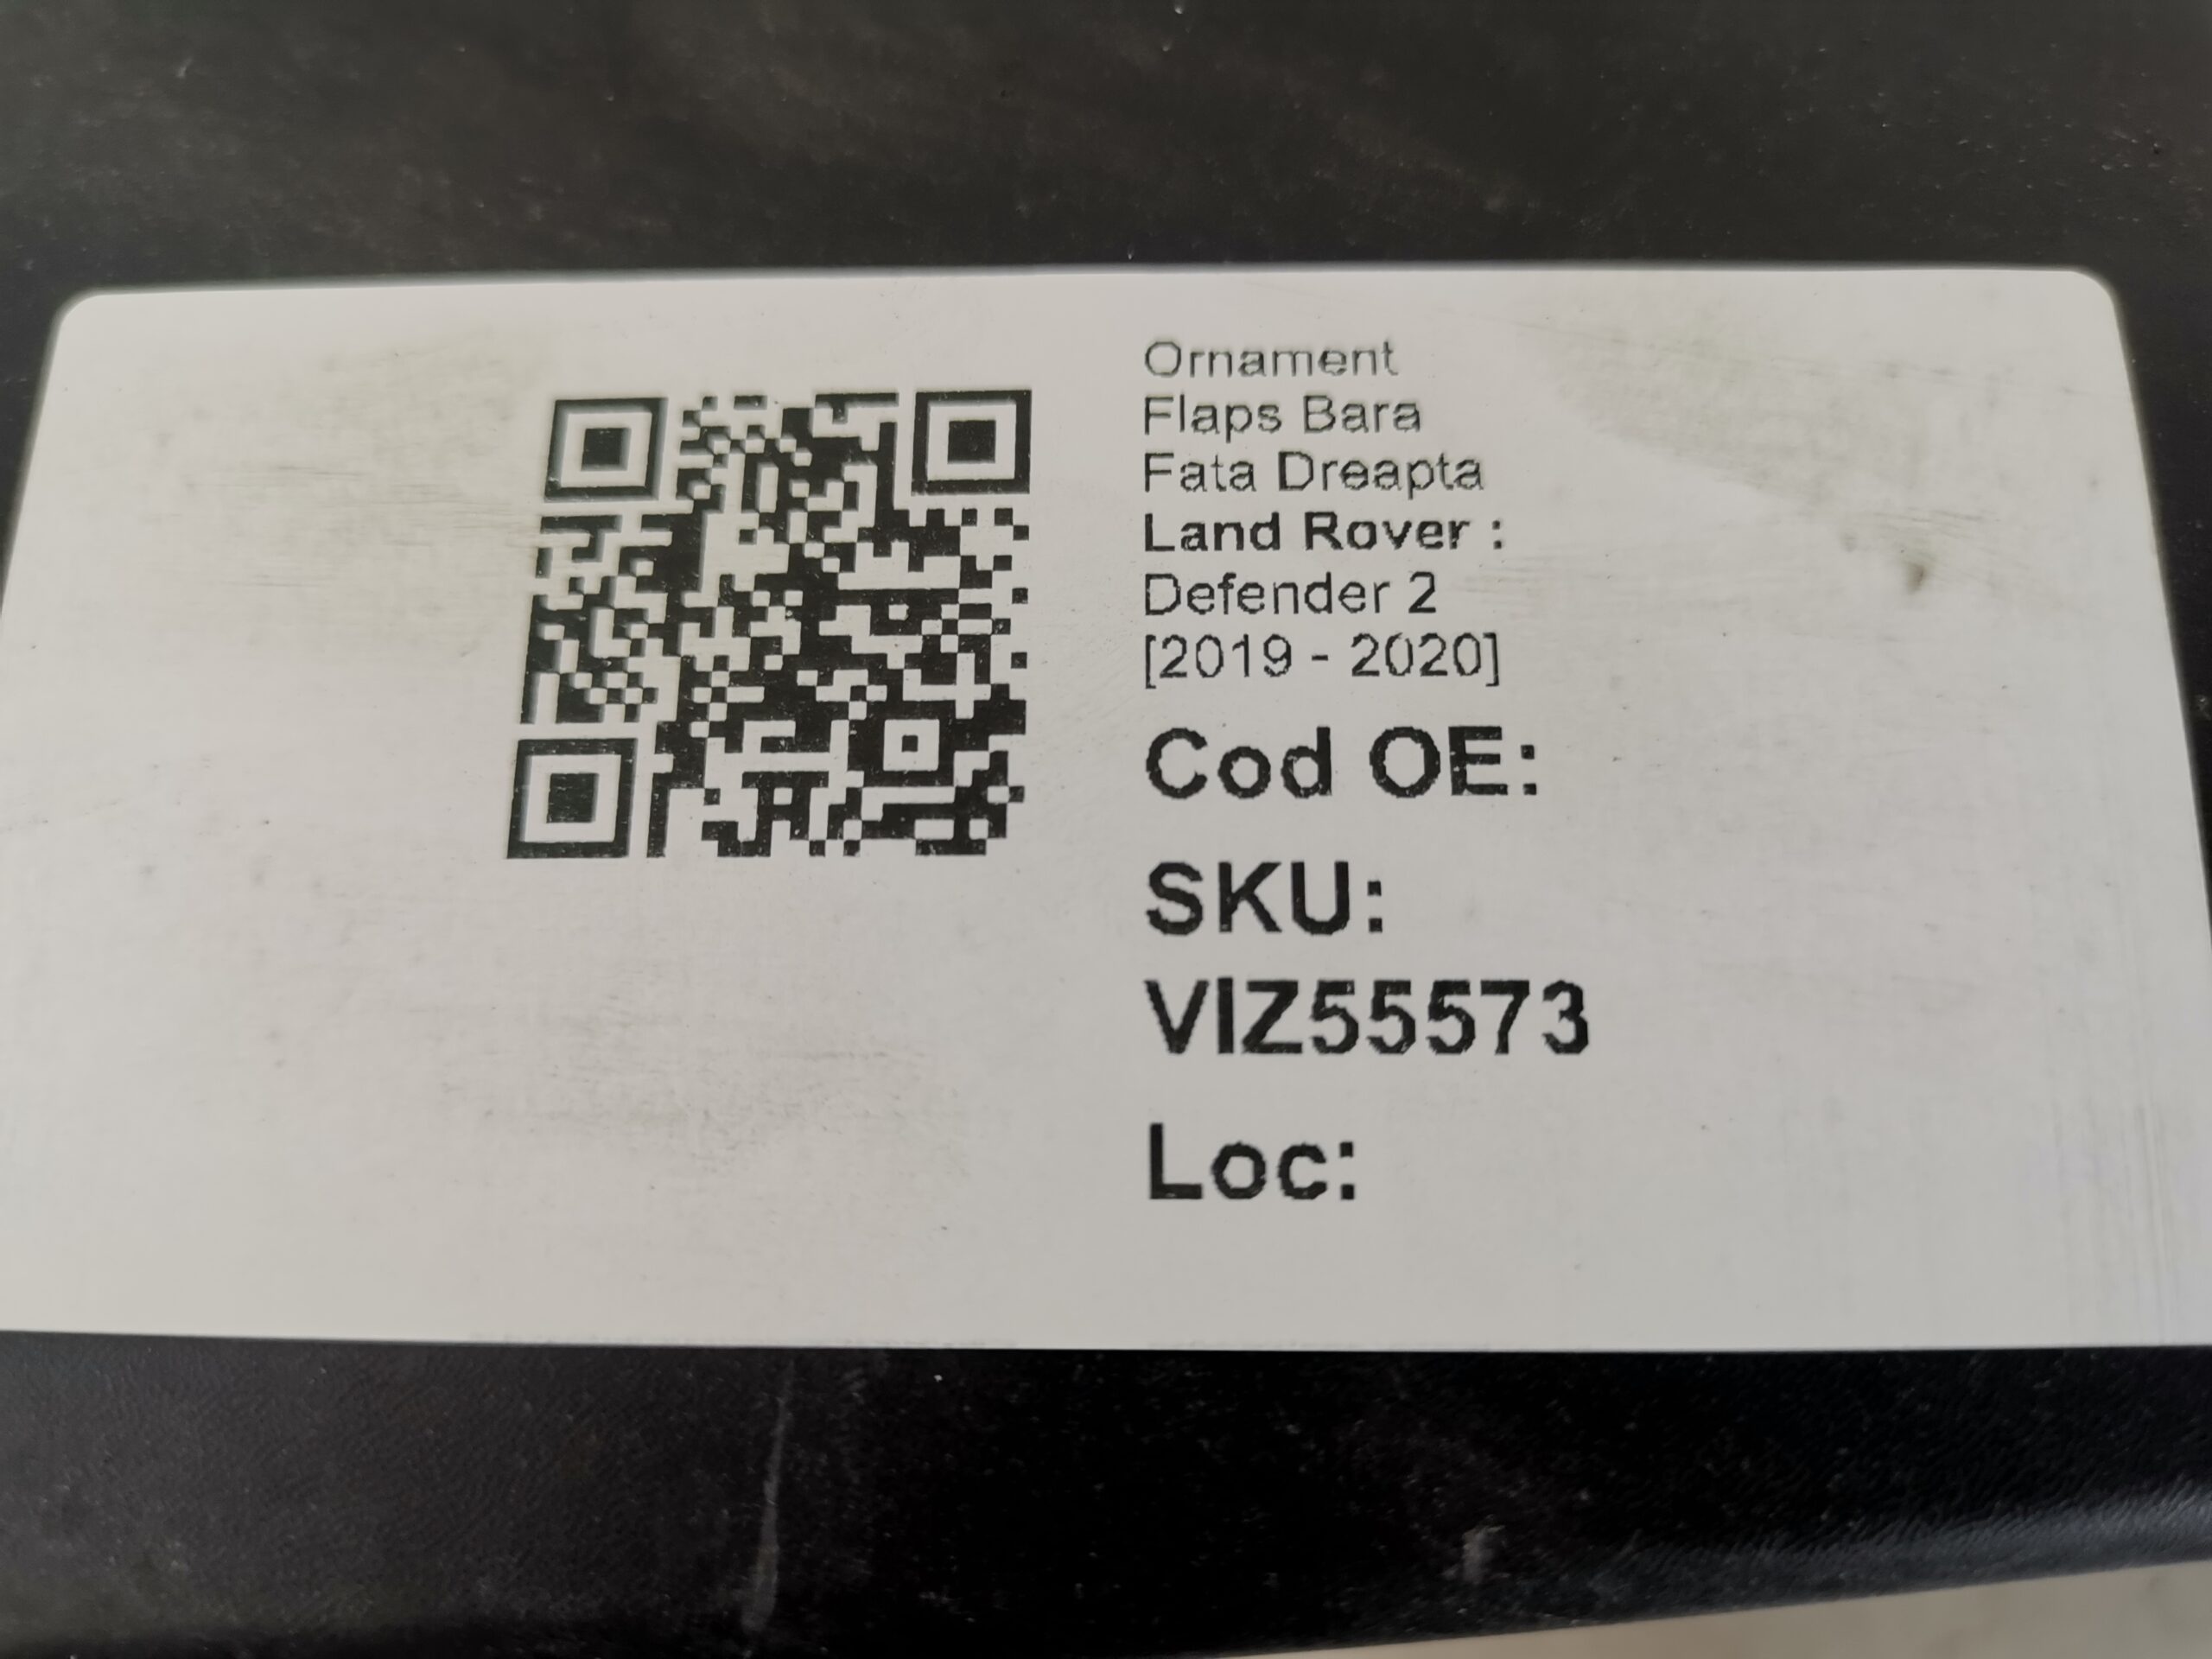 Ornament
Flaps Bara
Fata Dreapta
Land Rover :
Defender 2
[2019 - 2020]
Cod OE:
SKU:
VIZ55573
Loc: